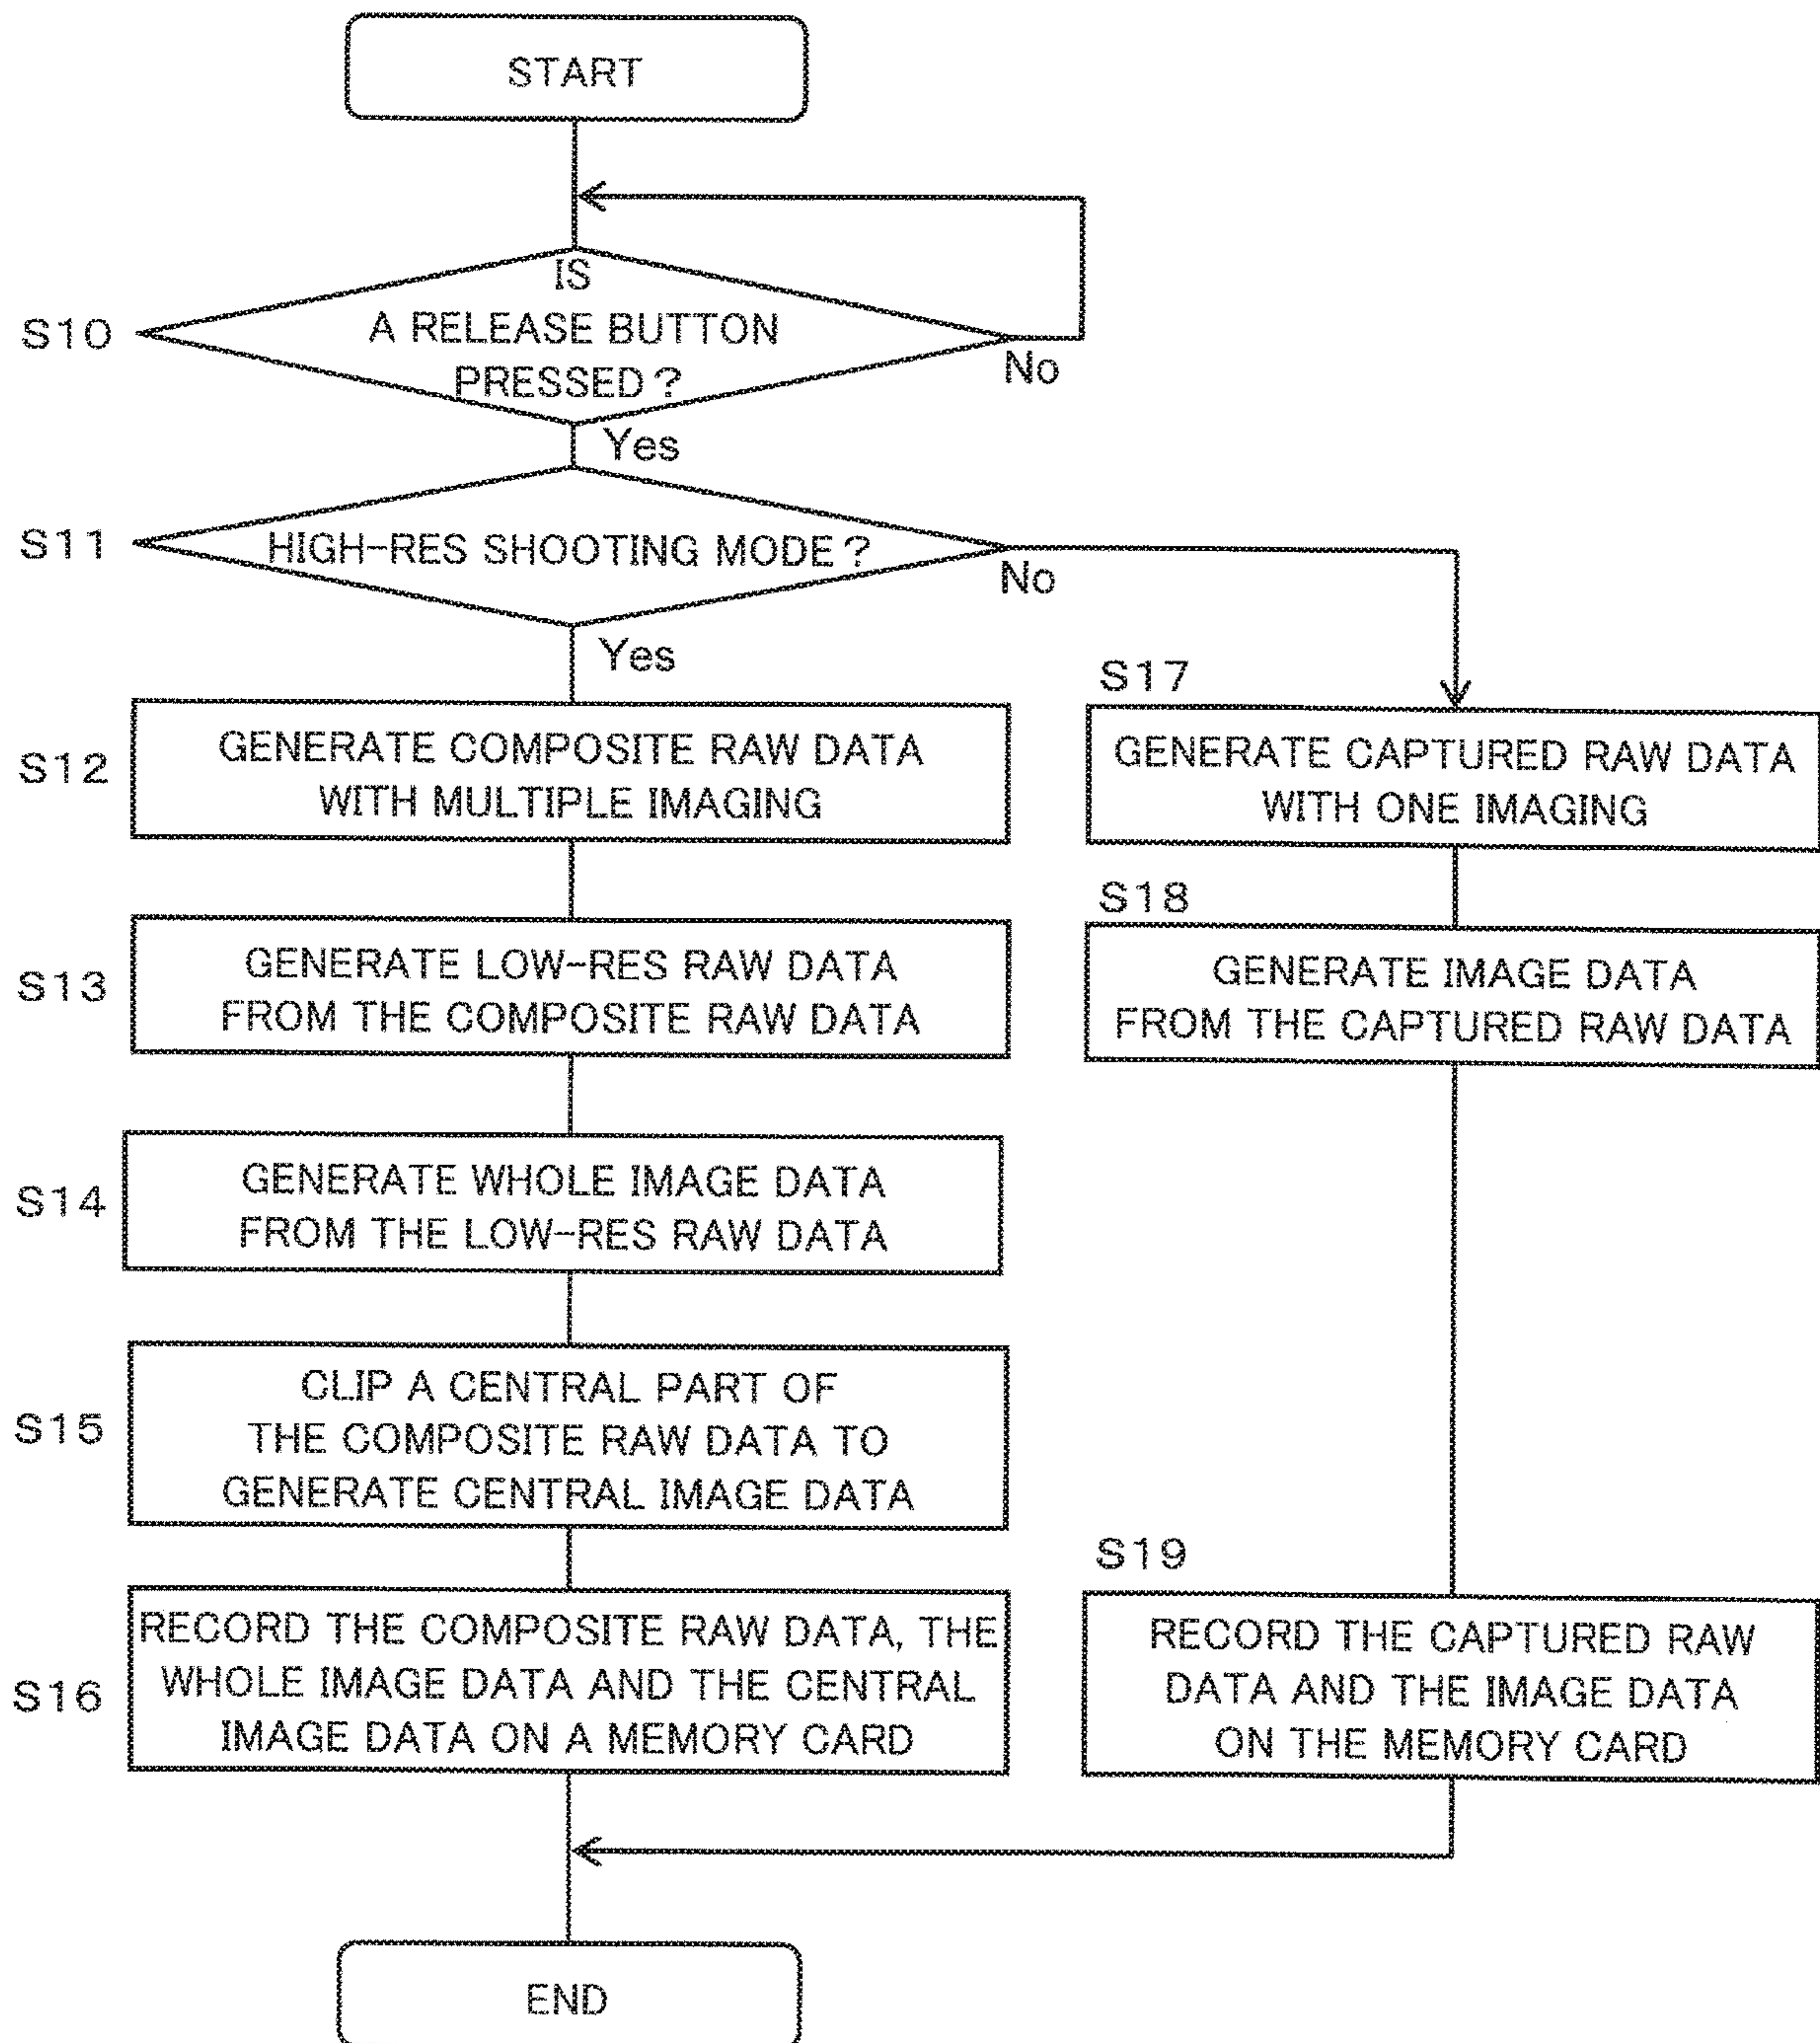 START
S10
IS
A RELEASE BUTTON
PRESSED?
No
Yes
S11
HIGH-RES SHOOTING MODE?
No
Yes
S12
GENERATE COMPOSITE RAW DATA
WITH MULTIPLE IMAGING
S13
GENERATE LOW-RES RAW DATA
FROM THE COMPOSITE RAW DATA
S14
GENERATE WHOLE IMAGE DATA
FROM THE LOW-RES RAW DATA
S15
CLIP A CENTRAL PART OF
THE COMPOSITE RAW DATA TO
GENERATE CENTRAL IMAGE DATA
S16
RECORD THE COMPOSITE RAW DATA, THE
WHOLE IMAGE DATA AND THE CENTRAL
IMAGE DATA ON A MEMORY CARD
S17
GENERATE CAPTURED RAW DATA
WITH ONE IMAGING
S18
GENERATE IMAGE DATA
FROM THE CAPTURED RAW DATA
S19
RECORD THE CAPTURED RAW
DATA AND THE IMAGE DATA
ON THE MEMORY CARD
END